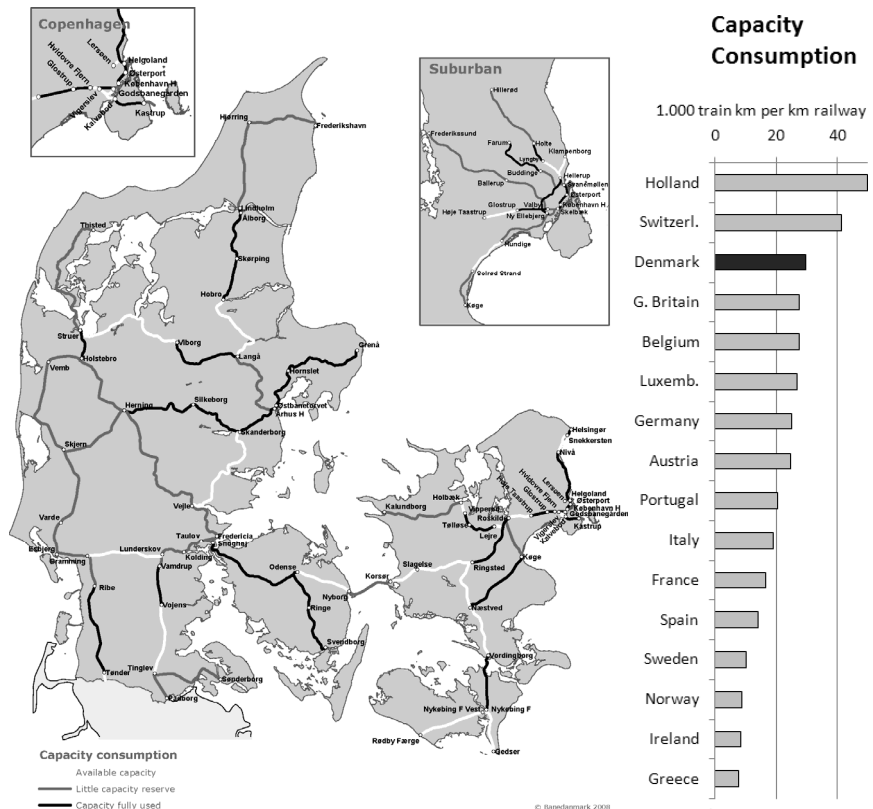 Copenhagen
Lersøen
Hvidovre Fjern
Glostrup
Helgoland
Østerport
København H
Godsbanegården
Vigerslev
Kalvebod
Kastrup
Suburban
Hillerød
Frederikssund
Farum
Holte
Klampenborg
Lyngby
Buddinge
Hellerup
Svanemøllen
Ballerup
Østerport
København H
Glostrup
Valby
Skelbæk
Høje Taastrup
Ny Ellebjerg
Hundige
Solrød Strand
Køge
Hjørring
Frederikshavn
Lindholm
Ålborg
Thisted
Skørping
Hobro
Struer
Viborg
Grenå
Holstebro
Langå
Vemb
Hornslet
Herning
Silkeborg
Østbanetorvet
Århus H
Skanderborg
Skjern
Helsingør
Snekkersten
Nivå
Vejle
Varde
Taulov
Fredericia
Snoghøj
Esbjerg
Bramming
Lunderskov
Kolding
Vamdrup
Ribe
Vojens
Odense
Nyborg
Korsør
Slagelse
Ringe
Svendborg
Tønder
Tinglev
Sønderborg
Padborg
Kalundborg
Holbæk
Vipperød
Høje Taastrup
Glostrup
Hvidovre Fjern
Lersøen
Helgoland
Østerport
København H
Godsbanegården
Kastrup
Vigerslev
Kalvebod
Roskilde
Tølløse
Lejre
Ringsted
Køge
Næstved
Vordingborg
Nykøbing F Vest
Nykøbing F
Rødby Færge
Gedser
Capacity consumption
Available capacity
Little capacity reserve
Capacity fully used
© Banedanmark 2008
Capacity
Consumption
1.000 train km per km railway
0 20 40
Holland
Switzerl.
Denmark
G. Britain
Belgium
Luxemb.
Germany
Austria
Portugal
Italy
France
Spain
Sweden
Norway
Ireland
Greece